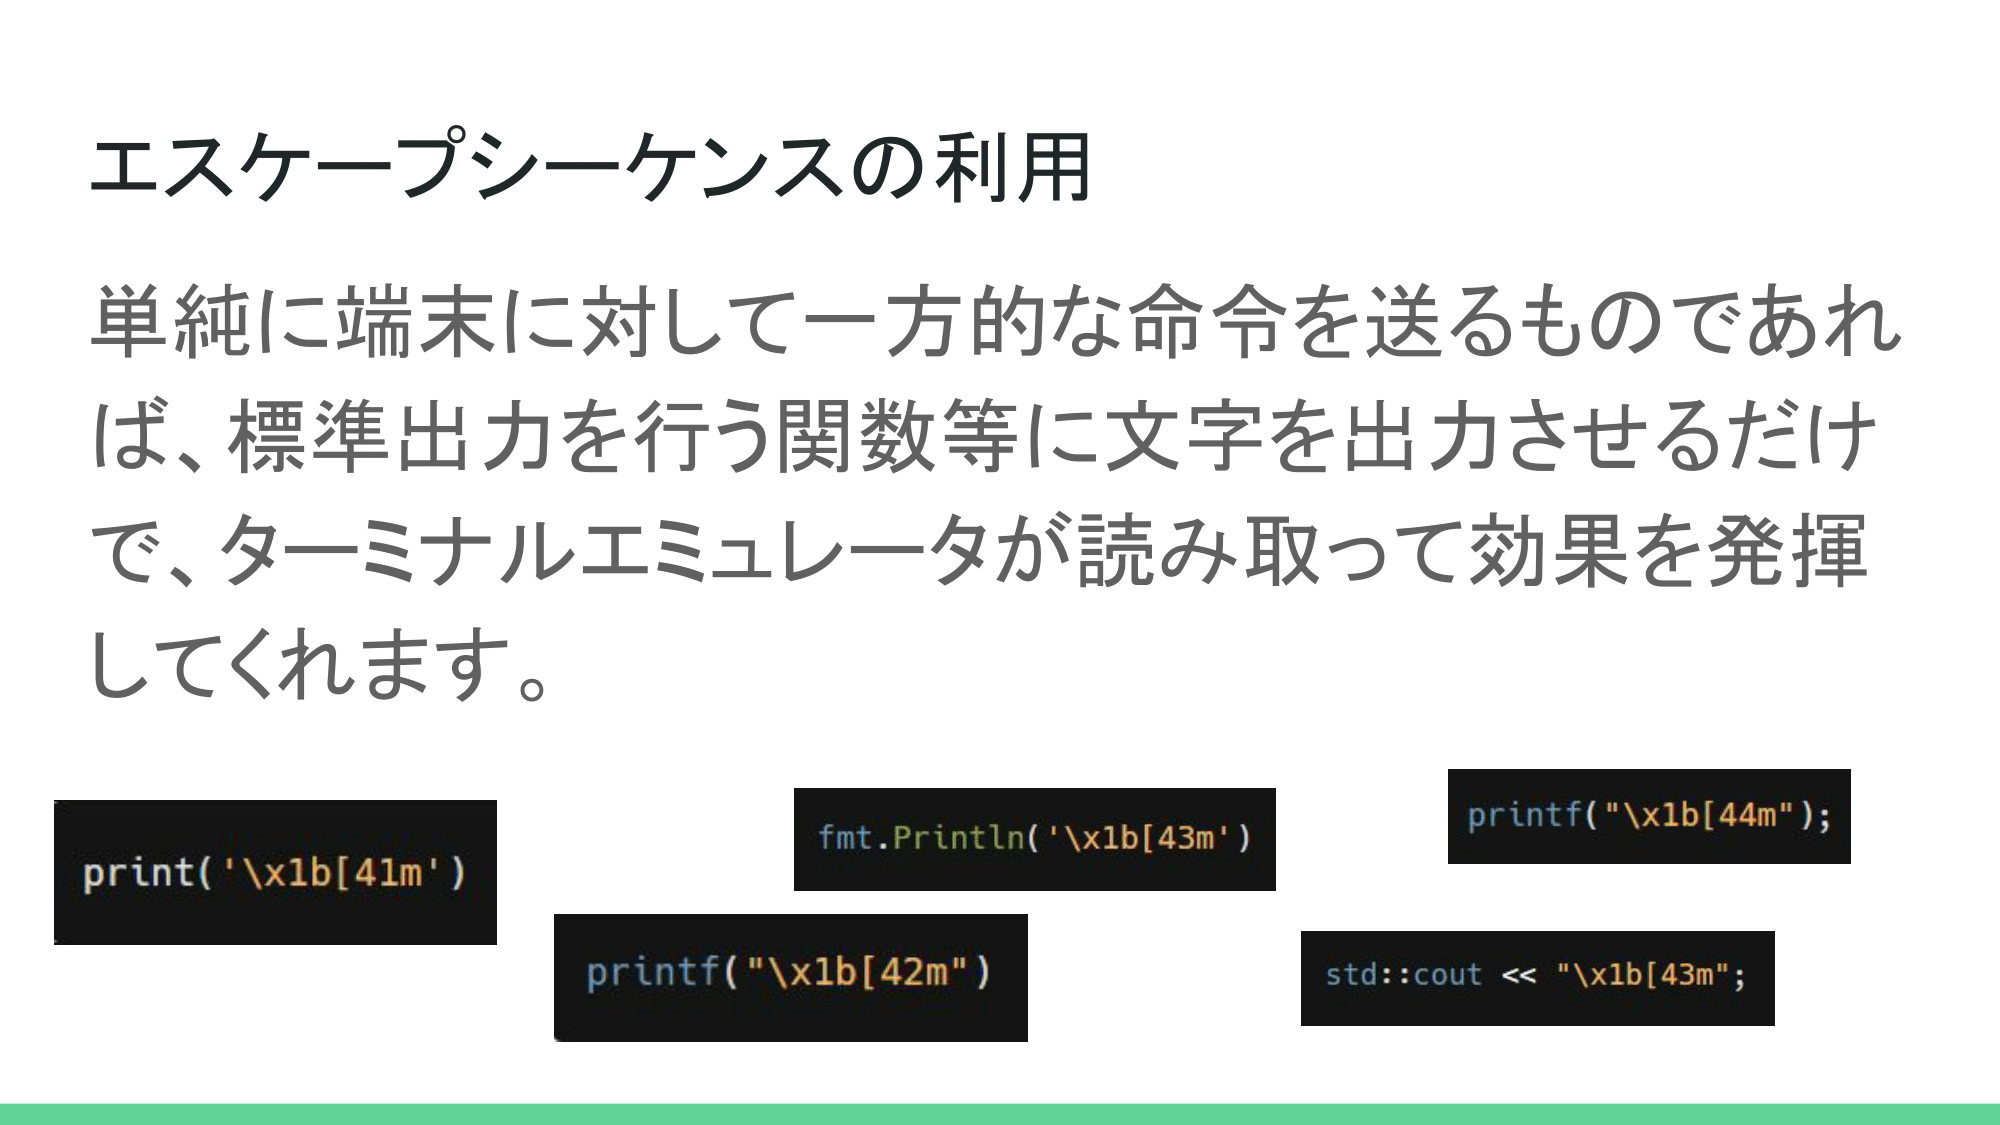 エスケープシーケンスの利用
単純に端末に対して一方的な命令を送るものであれ
ば、標準出力を行う関数等に文字を出力させるだけ
で、ターミナルエミュレータが読み取って効果を発揮
してくれます。
print('\x1b[41m')
fmt.Println('\x1b[43m')
printf("\x1b[44m");
printf("\x1b[42m")
std::cout << "\x1b[43m";